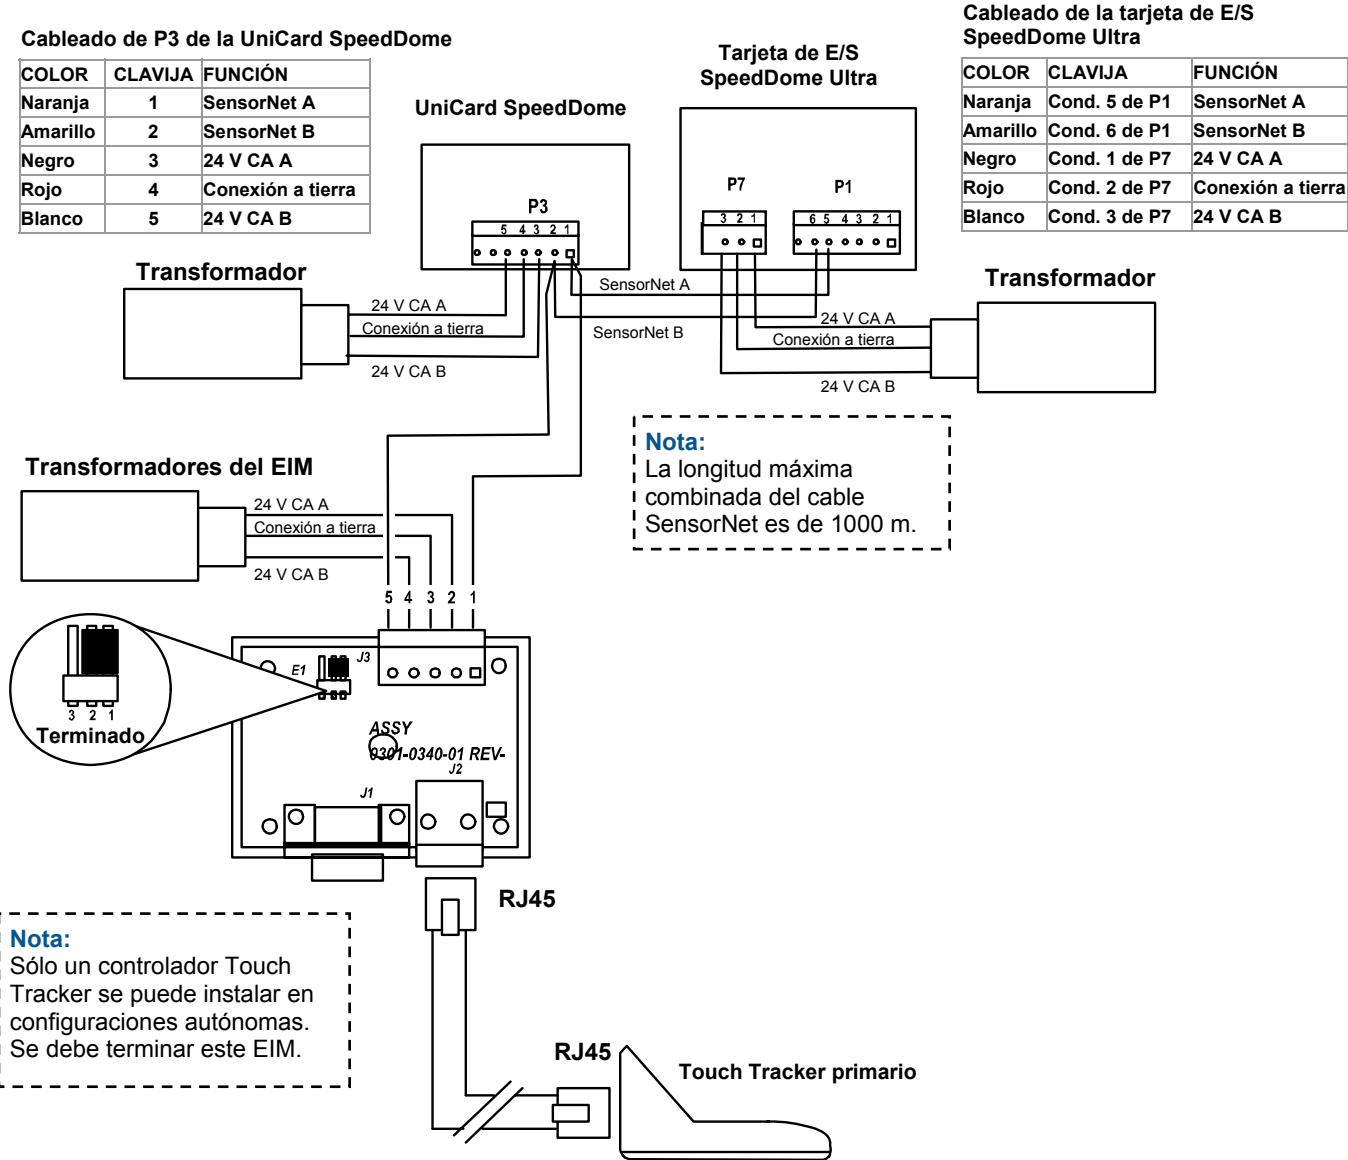 Cableado de P3 de la UniCard SpeedDome
COLOR CLAVIJA FUNCIÓN
Naranja 1 SensorNet A
Amarillo 2 SensorNet B
Negro 3 24 V CA A
Rojo 4 Conexión a tierra
Blanco 5 24 V CA B
Cableado de la tarjeta de E/S
SpeedDome Ultra
COLOR CLAVIJA FUNCIÓN
Naranja Cond. 5 de P1 SensorNet A
Amarillo Cond. 6 de P1 SensorNet B
Negro Cond. 1 de P7 24 V CA A
Rojo Cond. 2 de P7 Conexión a tierra
Blanco Cond. 3 de P7 24 V CA B
UniCard SpeedDome
P3
5 4 3 2 1
Tarjeta de E/S
SpeedDome Ultra
P7
3 2 1
P1
6 5 4 3 2 1
Transformador
24 V CA A
Conexión a tierra
24 V CA B
SensorNet A
SensorNet B
Transformador
24 V CA A
Conexión a tierra
24 V CA B
Nota:
La longitud máxima
combinada del cable
SensorNet es de 1000 m.
Transformadores del EIM
24 V CA A
Conexión a tierra
24 V CA B
5 4 3 2 1
3 2 1
Terminado
E1
J3
ASSY
0301-0340-01 REV-
J2
J1
RJ45
Nota:
Sólo un controlador Touch
Tracker se puede instalar en
configuraciones autónomas.
Se debe terminar este EIM.
RJ45
Touch Tracker primario